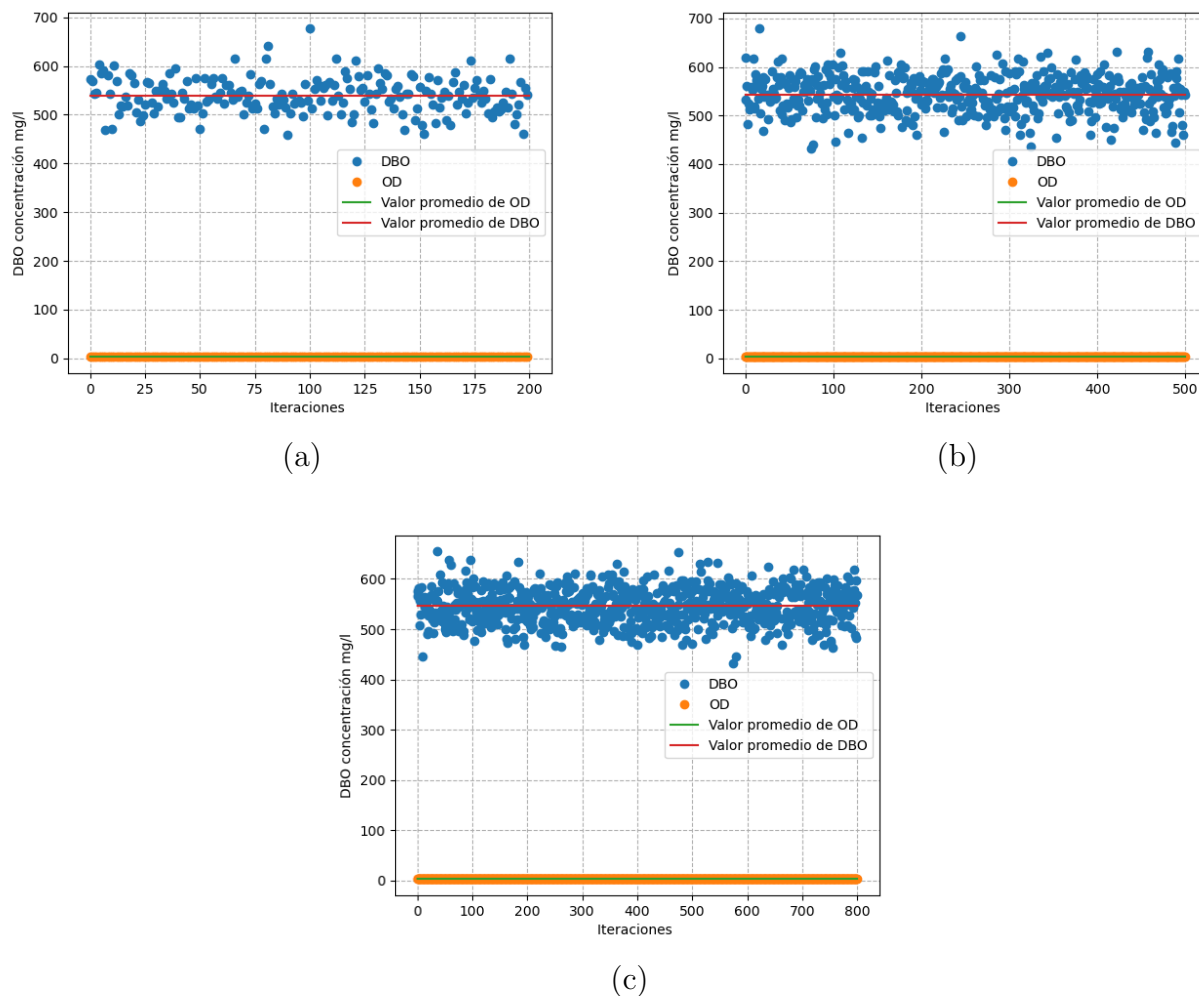 700
600
500
400
300
200
100
0
DBO concentración mg/l
DBO
OD
Valor promedio de OD
Valor promedio de DBO
0 25 50 75 100 125 150 175 200
Iteraciones
(a)
700
600
500
400
300
200
100
0
DBO concentración mg/l
DBO
OD
Valor promedio de OD
Valor promedio de DBO
0 100 200 300 400 500
Iteraciones
(b)
600
500
400
300
200
100
0
DBO concentración mg/l
DBO
OD
Valor promedio de OD
Valor promedio de DBO
0 100 200 300 400 500 600 700 800
Iteraciones
(c)